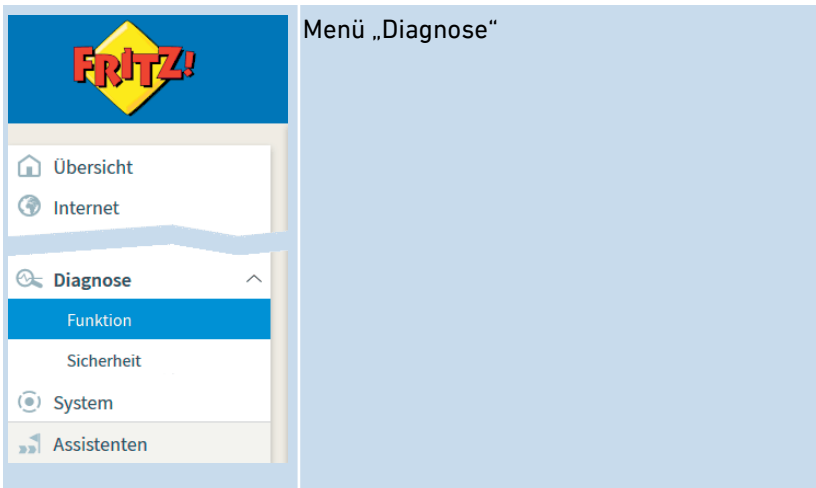 FRITZ!
Übersicht
Internet
Diagnose
Funktion
Sicherheit
System
Assistenten
Menü „Diagnose“